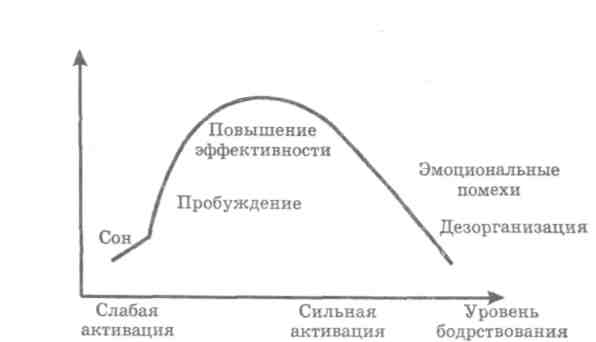 Повышение
эффективности
Эмоциональные
помехи
Пробуждение
Дезорганизация
Сон
Слабая
активация
Сильная
активация
Уровень
бодрствования